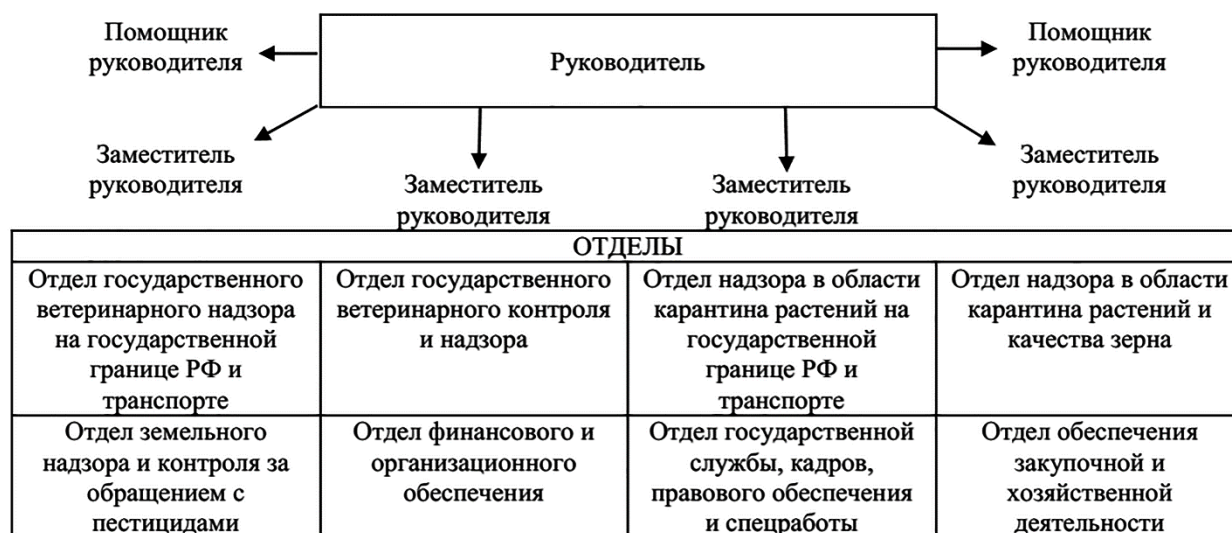 Помощник
руководителя
Руководитель
Помощник
руководителя
Заместитель
руководителя
Заместитель
руководителя
Заместитель
руководителя
Заместитель
руководителя
ОТДЕЛЫ
Отдел государственного
ветеринарного надзора
на государственной
границе РФ и
транспорте
Отдел государственного
ветеринарного контроля
и надзора
Отдел надзора в области
карантина растений на
государственной
границе РФ и
транспорте
Отдел надзора в области
карантина растений и
качества зерна
Отдел земельного
надзора и контроля за
обращением с
пестицидами
Отдел финансового и
организационного
обеспечения
Отдел государственной
службы, кадров,
правового обеспечения
и спецработы
Отдел обеспечения
закупочной и
хозяйственной
деятельности